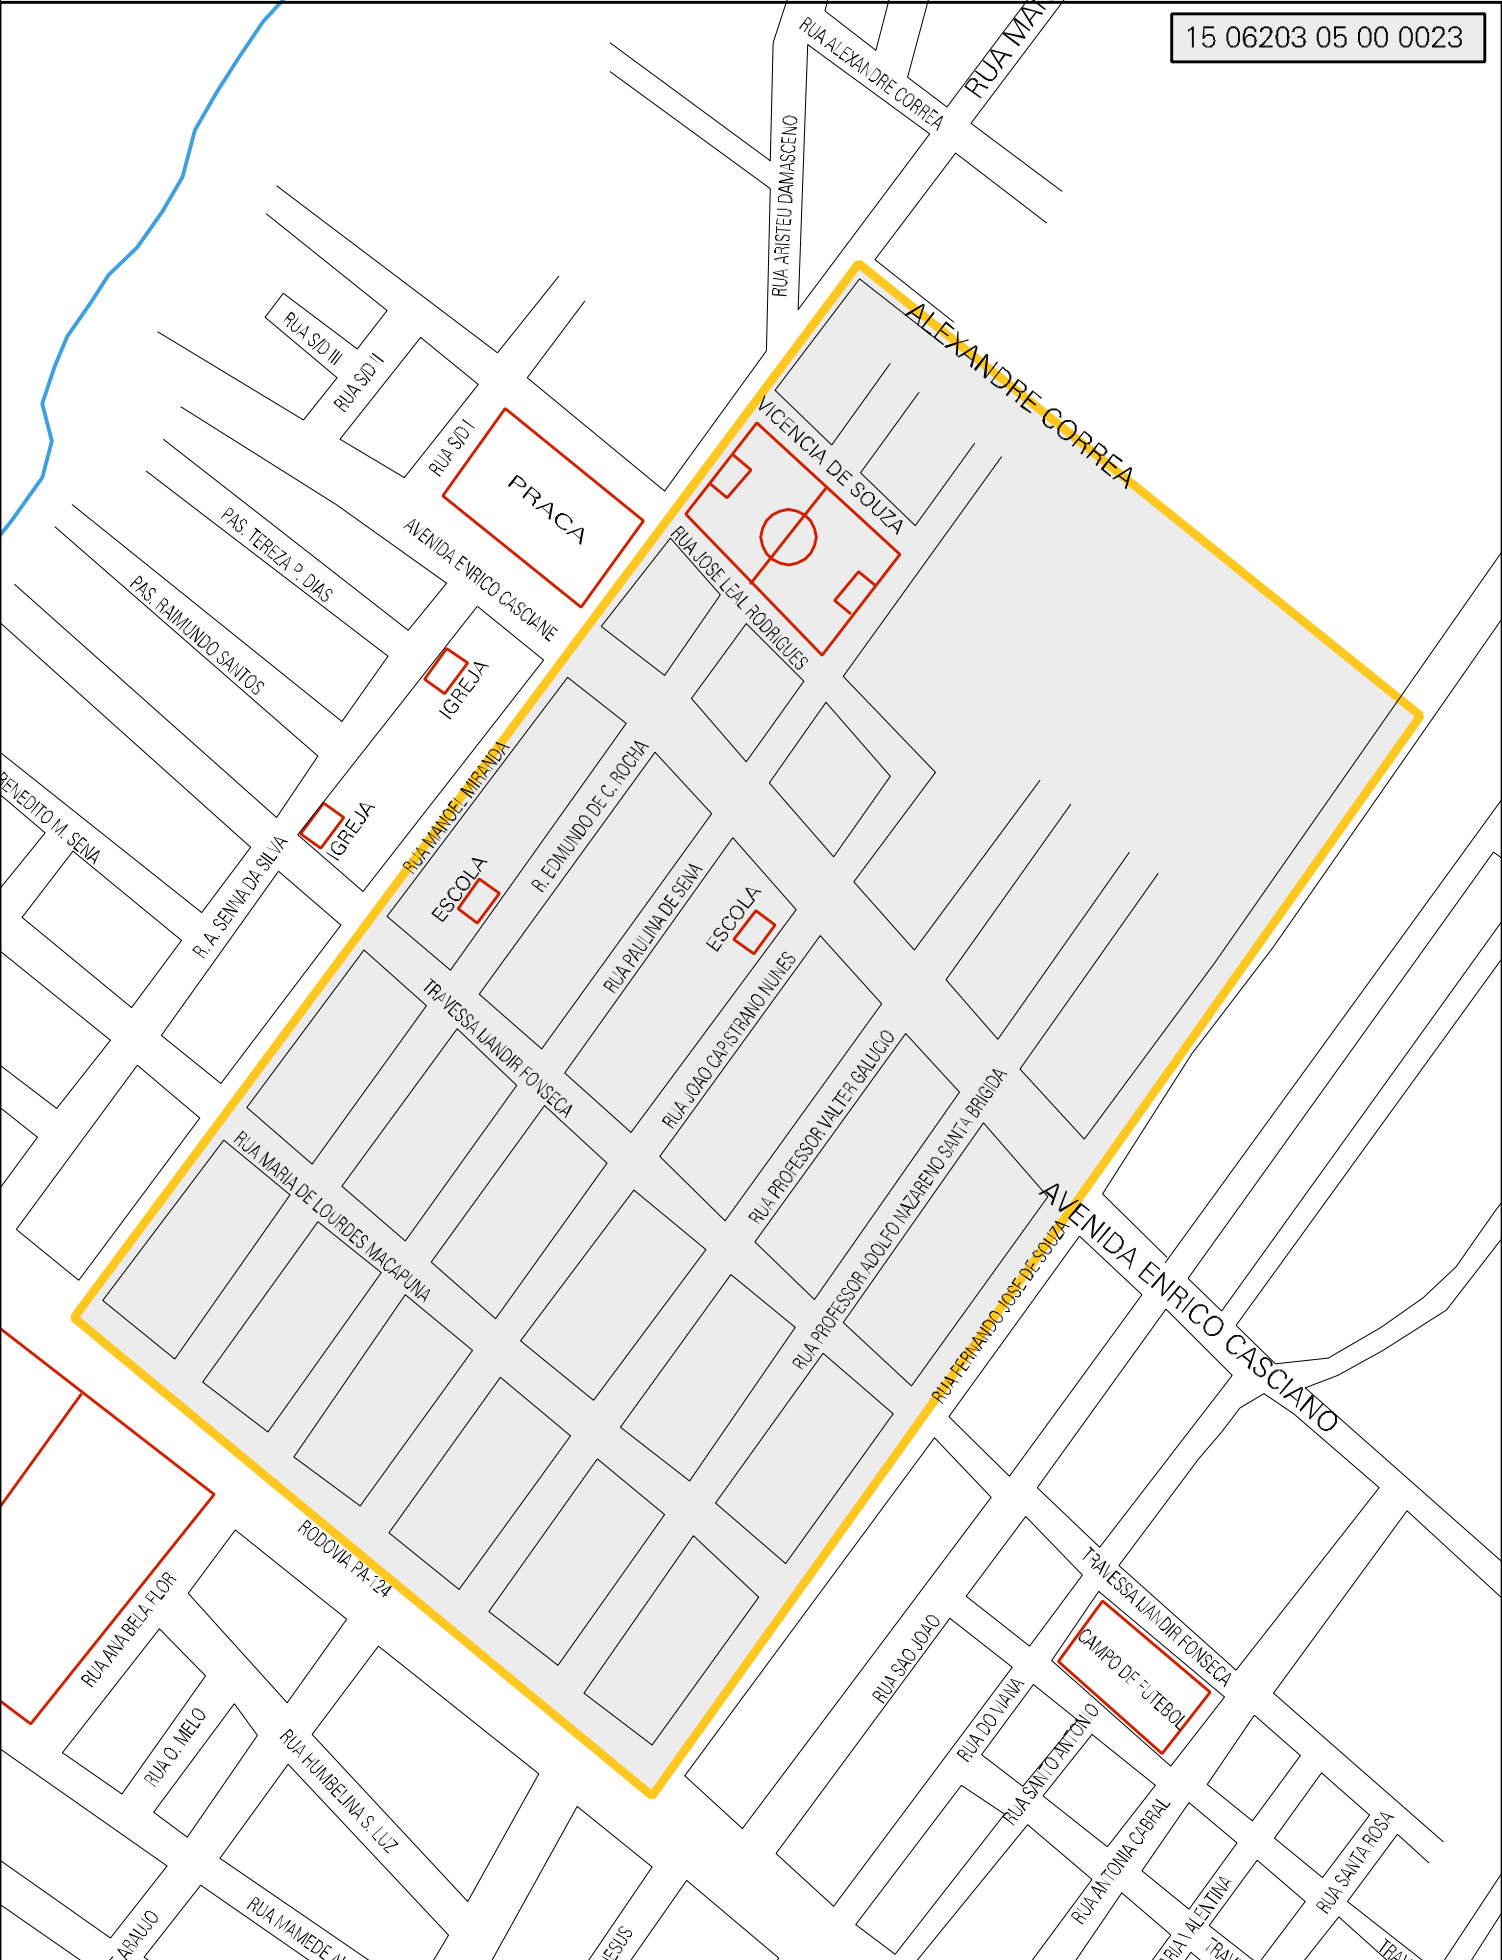 15 06203 05 00 0023
RUA ALEXANDRE CORREA
RUA ARISTEU DAMASCENO
ALEXANDRE CORREA
RUA S/D III
RUA S/D II
RUA S/D I
PRACA
VICENCIA DE SOUZA
RUA JOSE LEAL RODRIGUES
AVENIDA ENRICO CASCIANE
PAS. TEREZA P. DIAS
PAS. RAIMUNDO SANTOS
IGREJA
IGREJA
BENEDITO M. SENA
R. A. SENNA DA SILVA
RUA MANOEL MIRANDA
ESCOLA
R. EDMUNDO DE C. ROCHA
RUA PAULINA DE SENA
ESCOLA
RUA JOAO CAPISTRANO NUNES
TRAVESSA IJANDIR FONSECA
RUA PROFESSOR VALTER GALUCIO
RUA PROFESSOR ADOLFO NAZARENO SANTA BRIGIDA
RUA MARIA DE LOURDES MACAPUNA
AVENIDA ENRICO CASCIANO
RUA FERNANDO JOSE DE SOUZA
RODOVIA PA-124
RUA ANA BELA FLOR
RUA O. MELO
RUA HUMBELINA S. LUZ
RUA MAMEDE
ARAUJO
RUA SAO JOAO
RUA DO VIANA
RUA SANTO ANTONIO
TRAVESSA IJANDIR FONSECA
CAMPO DE FUTEBOL
RUA ANTONIA CABRAL
RUA SANTA ROSA